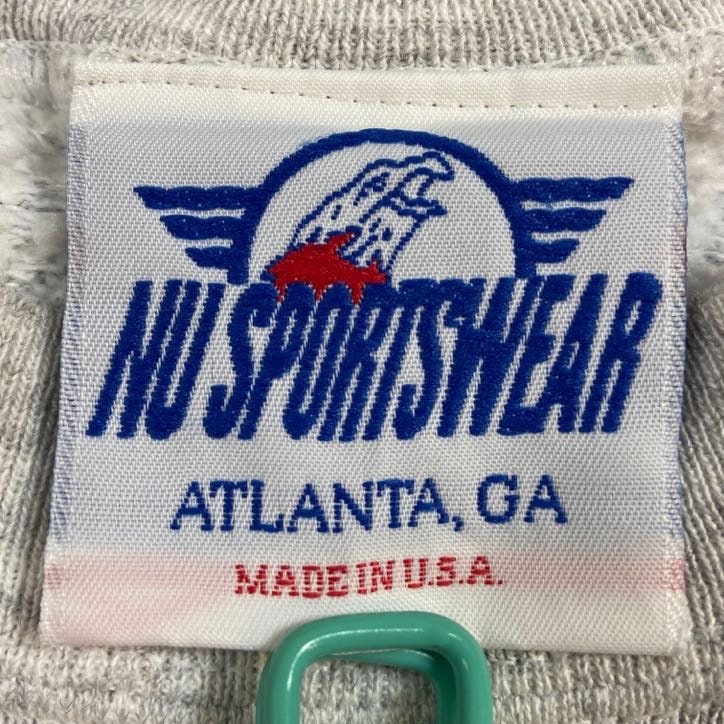 NU SPORTSWEAR
ATLANTA, GA
MADE IN U.S.A.